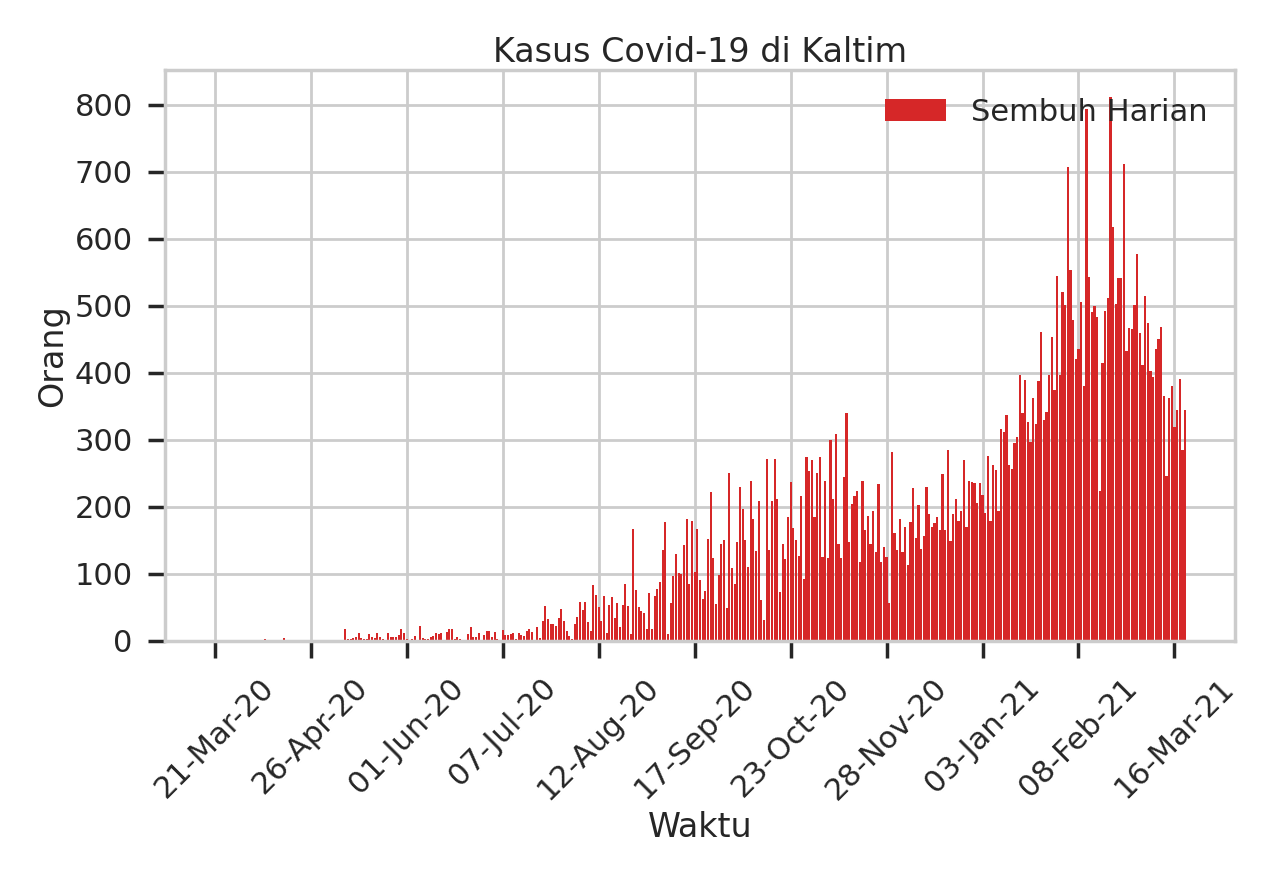 Kasus Covid-19 di Kaltim
Sembuh Harian
800
700
600
500
400
300
200
100
0
Orang
21-Mar-20
26-Apr-20
01-Jun-20
07-Jul-20
12-Aug-20
17-Sep-20
23-Oct-20
28-Nov-20
03-Jan-21
08-Feb-21
16-Mar-21
Waktu